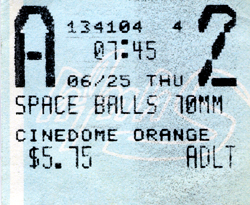 A 134104 4 2
07:45
06/25 THU
SPACE BALLS 70MM
CINEDOME ORANGE
$5.75 ADLT